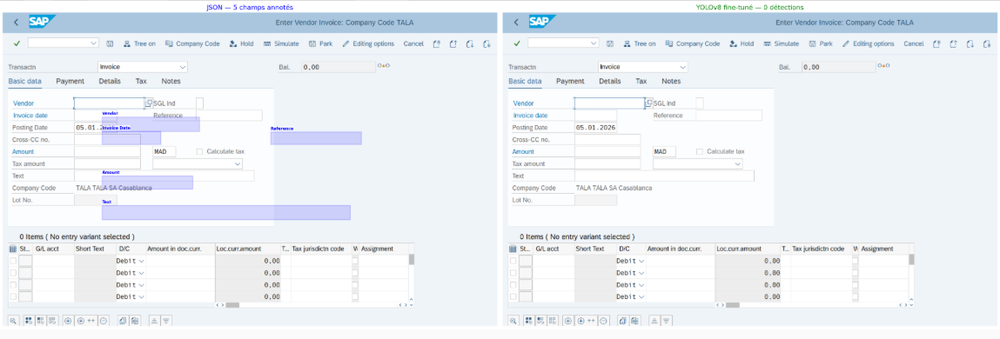 JSON — 5 champs annotés
SAP Enter Vendor Invoice: Company Code TALA
Tree on Company Code Hold Simulate Park Editing options Cancel
Transactn Invoice Bal. 0,00
Basic data Payment Details Tax Notes
Vendor SGL Ind
Vendor
Invoice date Reference
Posting Date 05.01.2 Invoice Date Reference
Cross-CC no.
Amount MAD Calculate tax
Tax amount
Amount
Text
Company Code TALA TALA SA Casablanca
Lot No. Text
0 Items ( No entry variant selected )
St... G/L acct Short Text D/C Amount in doc.curr. Loc.curr.amount T... Tax jurisdictn code Assignment
Debit 0,00
Debit 0,00
Debit 0,00
Debit 0,00
YOLOv8 fine-tuné — 0 détections
SAP Enter Vendor Invoice: Company Code TALA
Tree on Company Code Hold Simulate Park Editing options Cancel
Transactn Invoice Bal. 0,00
Basic data Payment Details Tax Notes
Vendor SGL Ind
Invoice date Reference
Posting Date 05.01.2026
Cross-CC no.
Amount MAD Calculate tax
Tax amount
Text
Company Code TALA TALA SA Casablanca
Lot No.
0 Items ( No entry variant selected )
St... G/L acct Short Text D/C Amount in doc.curr. Loc.curr.amount T... Tax jurisdictn code Assignment
Debit 0,00
Debit 0,00
Debit 0,00
Debit 0,00